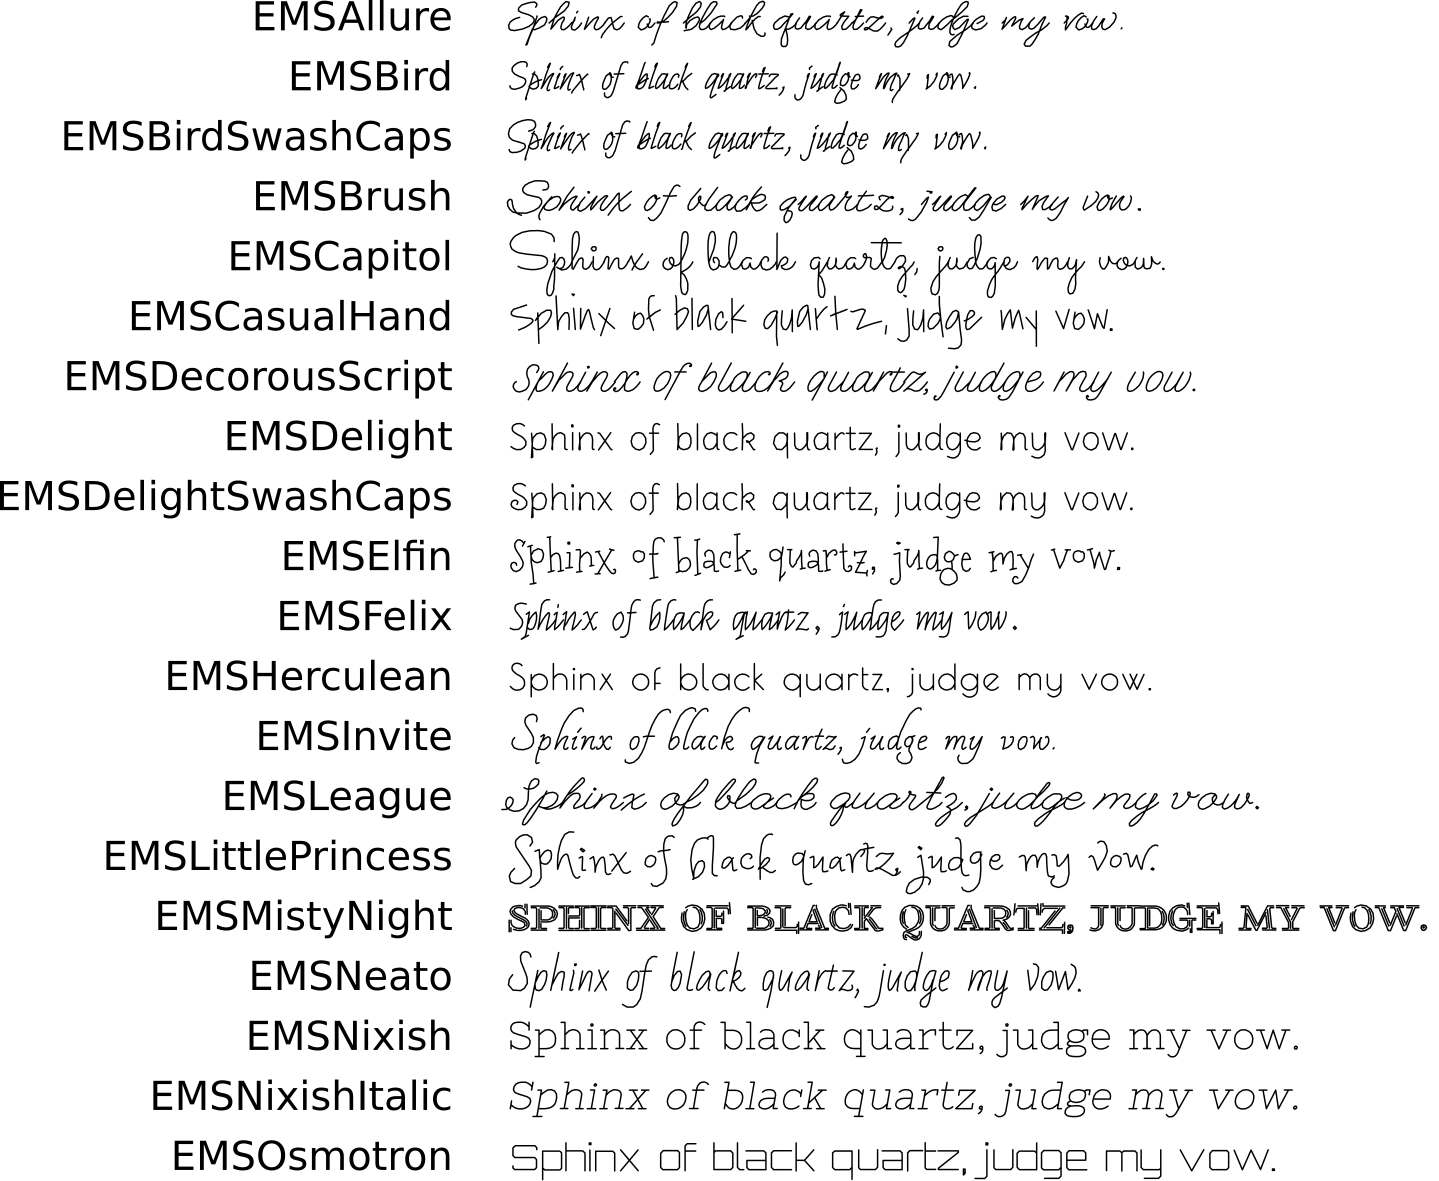 EMSAllure Sphinx of black quartz, judge my vow.
EMSBird Sphinx of black quartz, judge my vow.
EMSBirdSwashCaps Sphinx of black quartz, judge my vow.
EMSBrush Sphinx of black quartz, judge my vow.
EMSCapitol Sphinx of black quartz, judge my vow.
EMSCasualHand Sphinx of black quartz, judge my vow.
EMSDecorousScript Sphinx of black quartz, judge my vow.
EMSDelight Sphinx of black quartz, judge my vow.
EMSDelightSwashCaps Sphinx of black quartz, judge my vow.
EMSElfin Sphinx of black quartz, judge my vow.
EMSFelix Sphinx of black quartz, judge my vow.
EMSHerculean Sphinx of black quartz, judge my vow.
EMSInvite Sphinx of black quartz, judge my vow.
EMSLeague Sphinx of black quartz, judge my vow.
EMSLittlePrincess Sphinx of black quartz, judge my vow.
EMSMistyNight SPHINX OF BLACK QUARTZ, JUDGE MY VOW.
EMSNeato Sphinx of black quartz, judge my vow.
EMSNixish Sphinx of black quartz, judge my vow.
EMSNixishItalic Sphinx of black quartz, judge my vow.
EMSOsmotron Sphinx of black quartz, judge my vow.